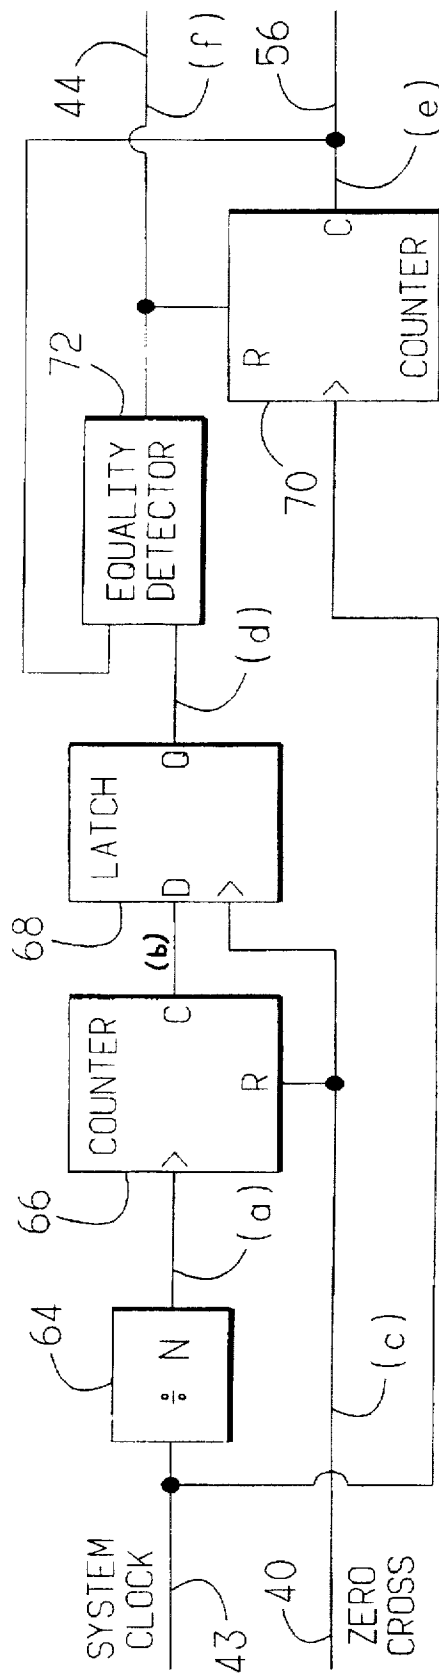 SYSTEM
CLOCK
43
40
ZERO
CROSS
64
÷ N
(a)
(c)
66
COUNTER
C
R
(b)
68
LATCH
D
Q
(d)
72
EQUALITY
DETECTOR
70
R
C
COUNTER
44
(f)
56
(e)